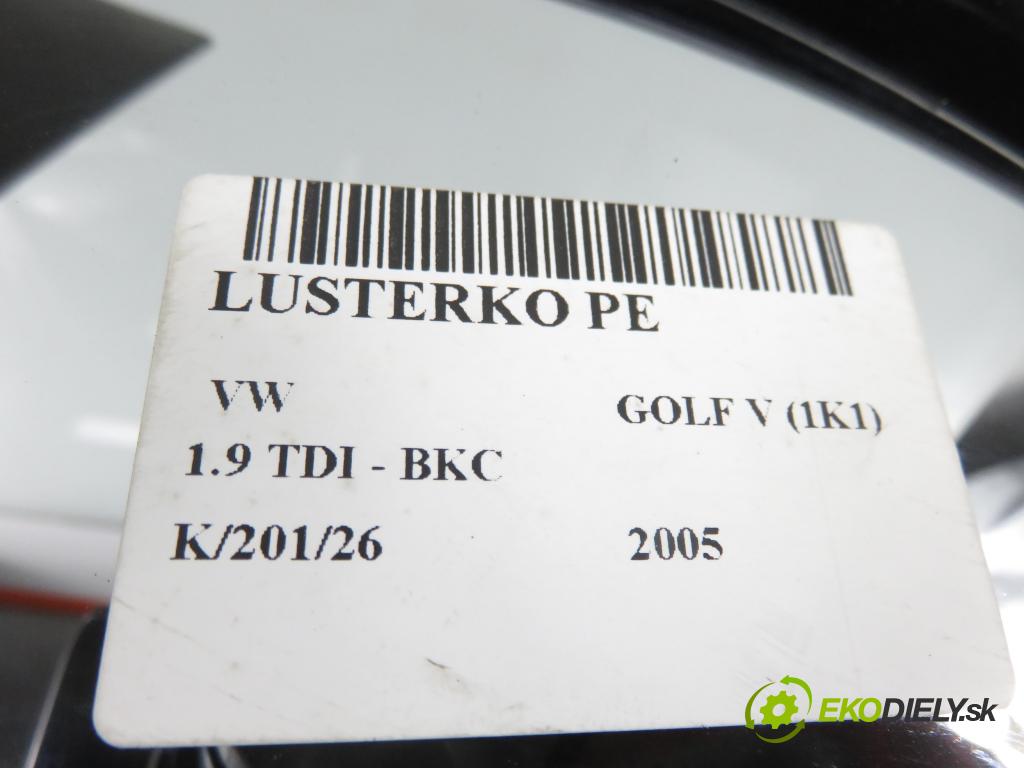 LUSTERKO PE
VW GOLF V (1K1)
1.9 TDI - BKC
K/201/26 2005
EKODIELY.sk